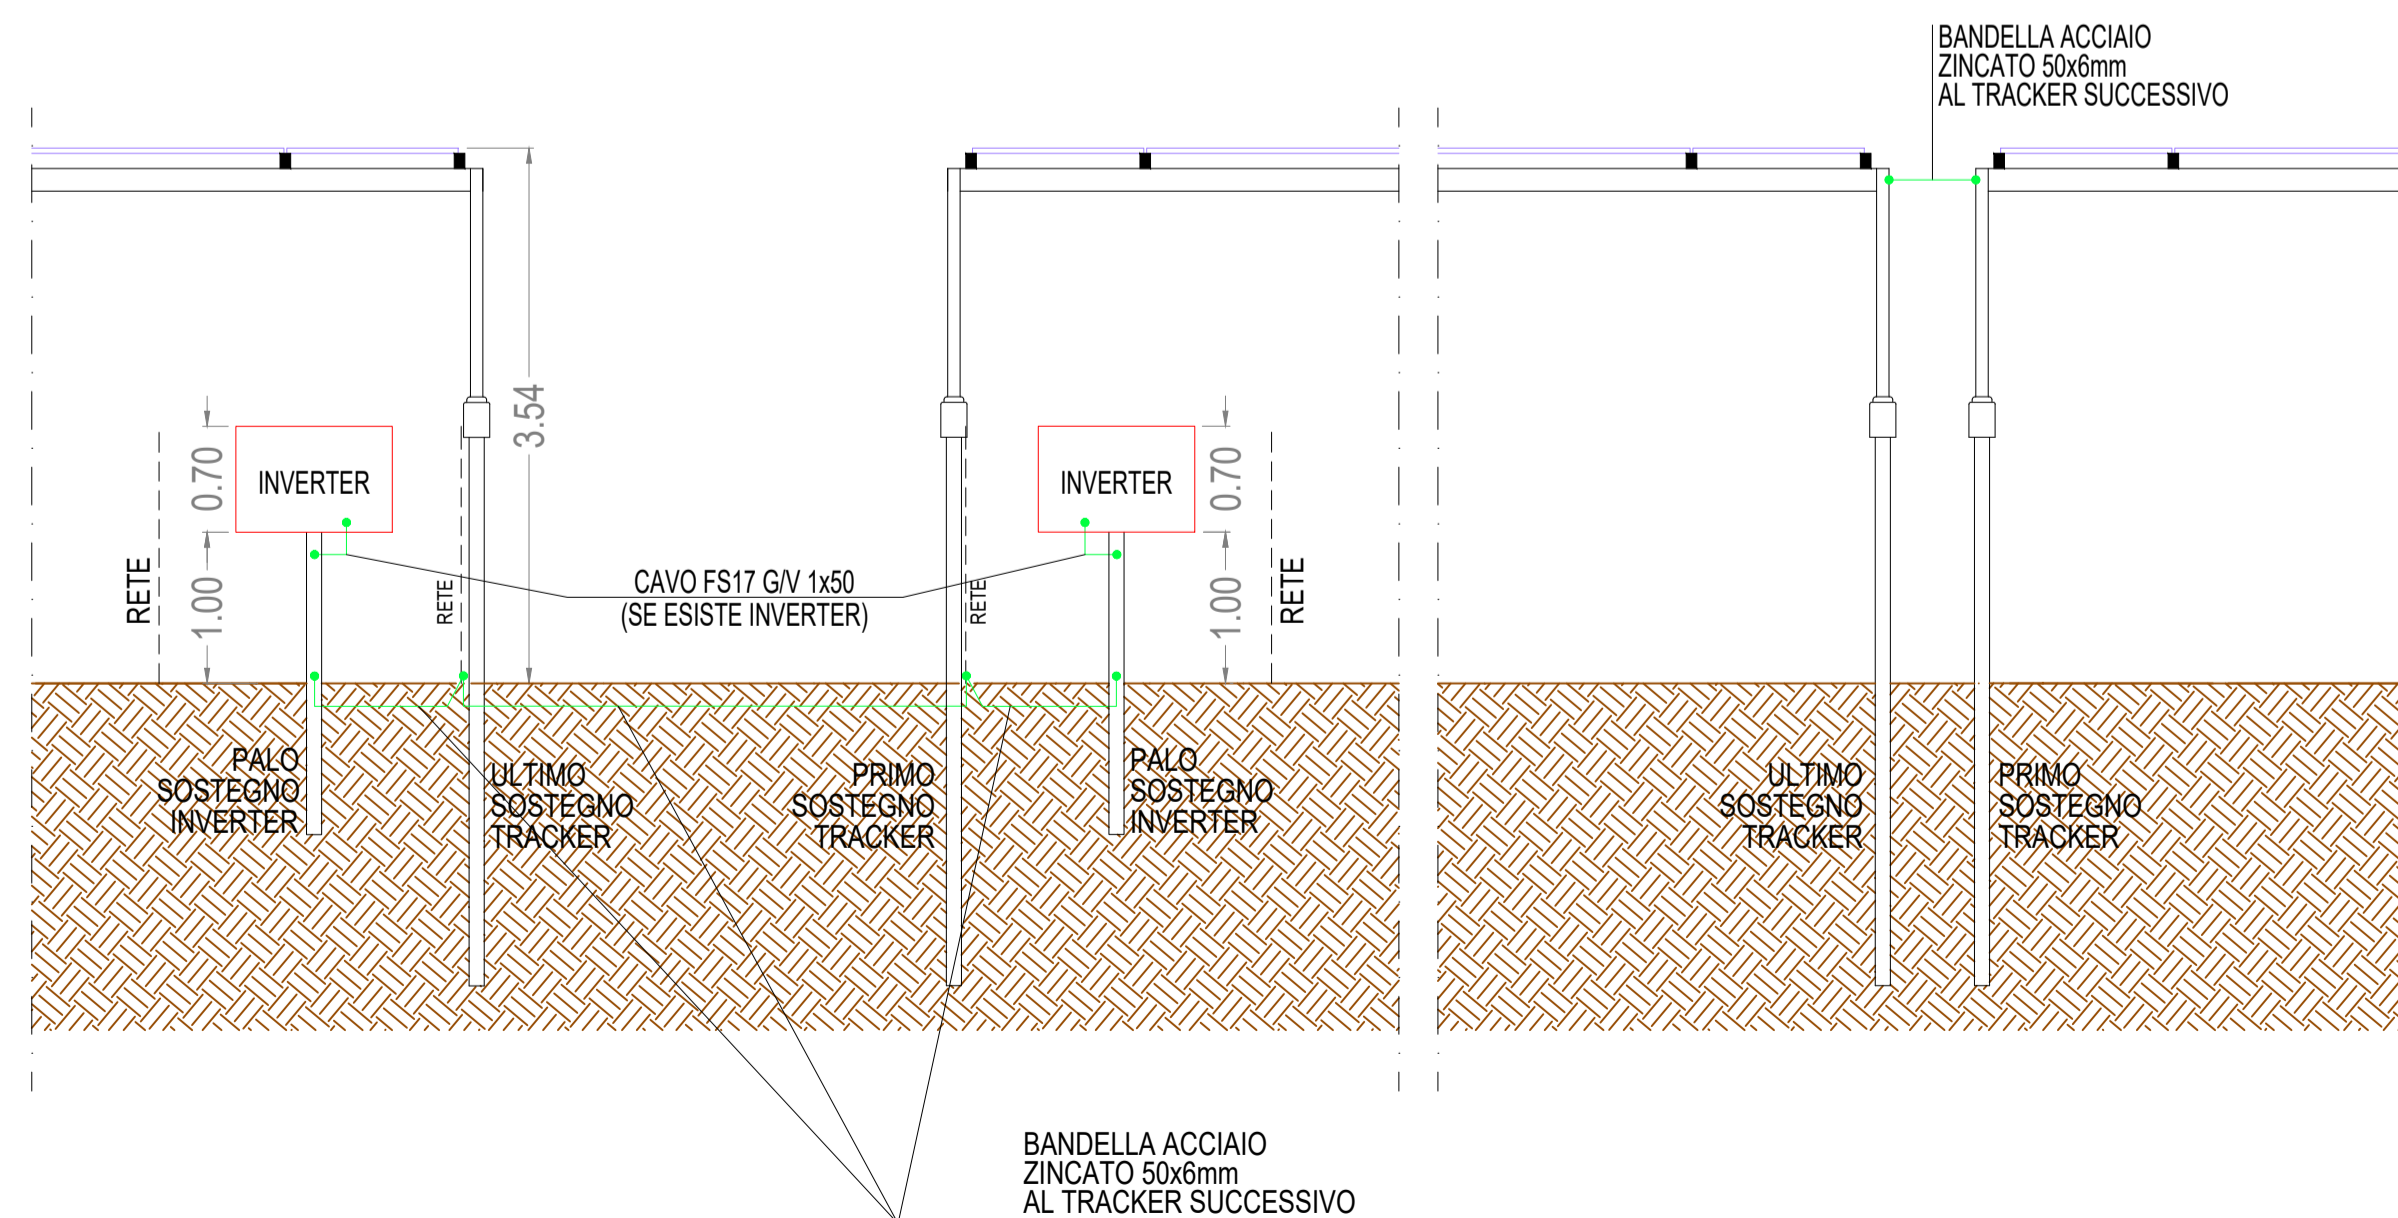 BANDELLA ACCIAIO
ZINCATO 50x6mm
AL TRACKER SUCCESSIVO
3.54
0.70
INVERTER
INVERTER
0.70
RETE
1.00
RETE
CAVO FS17 G/V 1x50
(SE ESISTE INVERTER)
RETE
1.00
RETE
PALO
SOSTEGNO
INVERTER
ULTIMO
SOSTEGNO
TRACKER
PRIMO
SOSTEGNO
TRACKER
PALO
SOSTEGNO
INVERTER
ULTIMO
SOSTEGNO
TRACKER
PRIMO
SOSTEGNO
TRACKER
BANDELLA ACCIAIO
ZINCATO 50x6mm
AL TRACKER SUCCESSIVO